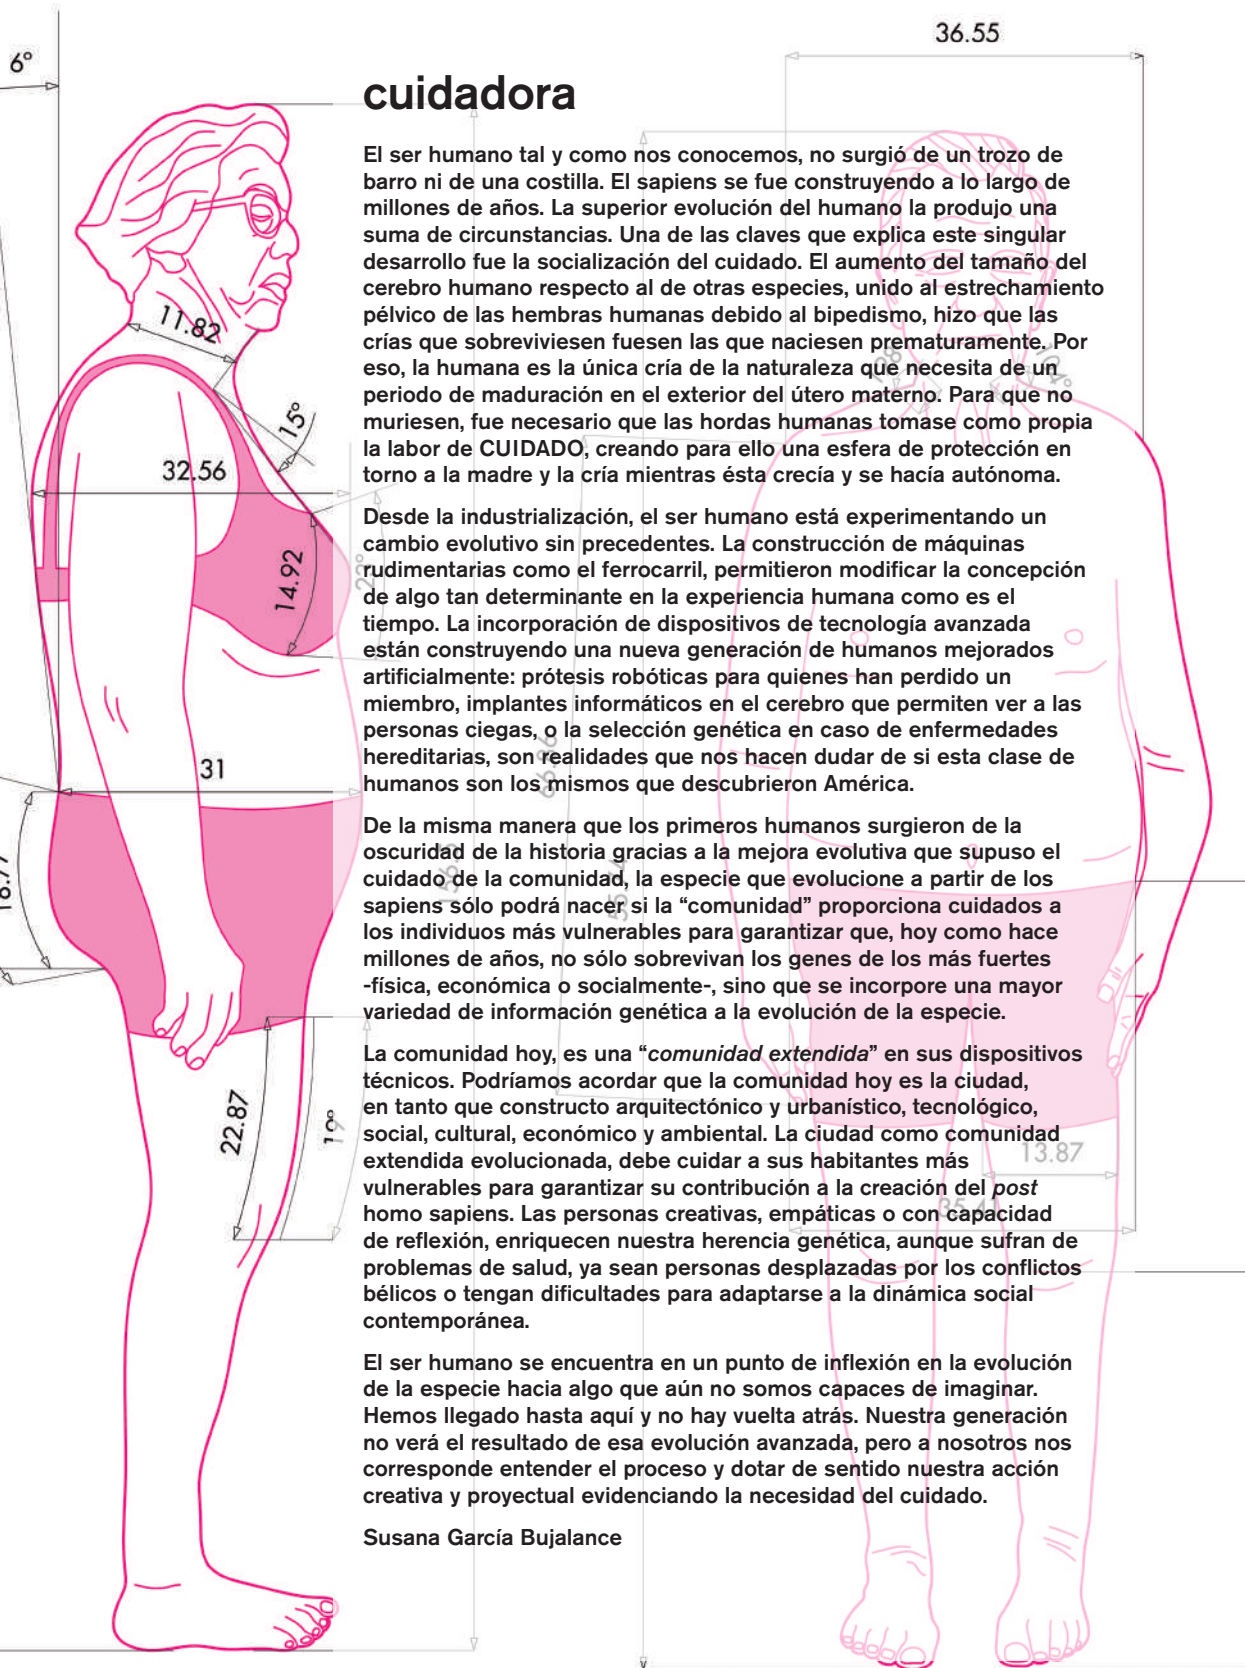 36.55
6°
cuidadora
El ser humano tal y como nos conocemos, no surgió de un trozo de
barro ni de una costilla. El sapiens se fue construyendo a lo largo de
millones de años. La superior evolución del humano la produjo una
suma de circunstancias. Una de las claves que explica este singular
desarrollo fue la socialización del cuidado. El aumento del tamaño del
cerebro humano respecto al de otras especies, unido al estrechamiento
pélvico de las hembras humanas debido al bipedismo, hizo que las
crías que sobreviviesen fuesen las que naciesen prematuramente. Por
eso, la humana es la única cría de la naturaleza que necesita de un
periodo de maduración en el exterior del útero materno. Para que no
muriesen, fue necesario que las hordas humanas tomase como propia
la labor de CUIDADO, creando para ello una esfera de protección en
torno a la madre y la cría mientras ésta crecía y se hacía autónoma.
11.82
104°
15°
32.56
14.92
23°
31
Desde la industrialización, el ser humano está experimentando un
cambio evolutivo sin precedentes. La construcción de máquinas
rudimentarias como el ferrocarril, permitieron modificar la concepción
de algo tan determinante en la experiencia humana como es el
tiempo. La incorporación de dispositivos de tecnología avanzada
están construyendo una nueva generación de humanos mejorados
artificialmente: prótesis robóticas para quienes han perdido un
miembro, implantes informáticos en el cerebro que permiten ver a las
personas ciegas, o la selección genética en caso de enfermedades
hereditarias, son realidades que nos hacen dudar de si esta clase de
humanos son los mismos que descubrieron América.
De la misma manera que los primeros humanos surgieron de la
oscuridad de la historia gracias a la mejora evolutiva que supuso el
cuidado de la comunidad, la especie que evolucione a partir de los
sapiens sólo podrá nacer si la “comunidad” proporciona cuidados a
los individuos más vulnerables para garantizar que, hoy como hace
millones de años, no sólo sobrevivan los genes de los más fuertes
-física, económica o socialmente-, sino que se incorpore una mayor
variedad de información genética a la evolución de la especie.
La comunidad hoy, es una “comunidad extendida” en sus dispositivos
técnicos. Podríamos acordar que la comunidad hoy es la ciudad,
en tanto que constructo arquitectónico y urbanístico, tecnológico,
social, cultural, económico y ambiental. La ciudad como comunidad
extendida evolucionada, debe cuidar a sus habitantes más
vulnerables para garantizar su contribución a la creación del post
homo sapiens. Las personas creativas, empáticas o con capacidad
de reflexión, enriquecen nuestra herencia genética, aunque sufran de
problemas de salud, ya sean personas desplazadas por los conflictos
bélicos o tengan dificultades para adaptarse a la dinámica social
contemporánea.
22.87
19°
13.87
El ser humano se encuentra en un punto de inflexión en la evolución
de la especie hacia algo que aún no somos capaces de imaginar.
Hemos llegado hasta aquí y no hay vuelta atrás. Nuestra generación
no verá el resultado de esa evolución avanzada, pero a nosotros nos
corresponde entender el proceso y dotar de sentido nuestra acción
creativa y proyectual evidenciando la necesidad del cuidado.
Susana García Bujalance